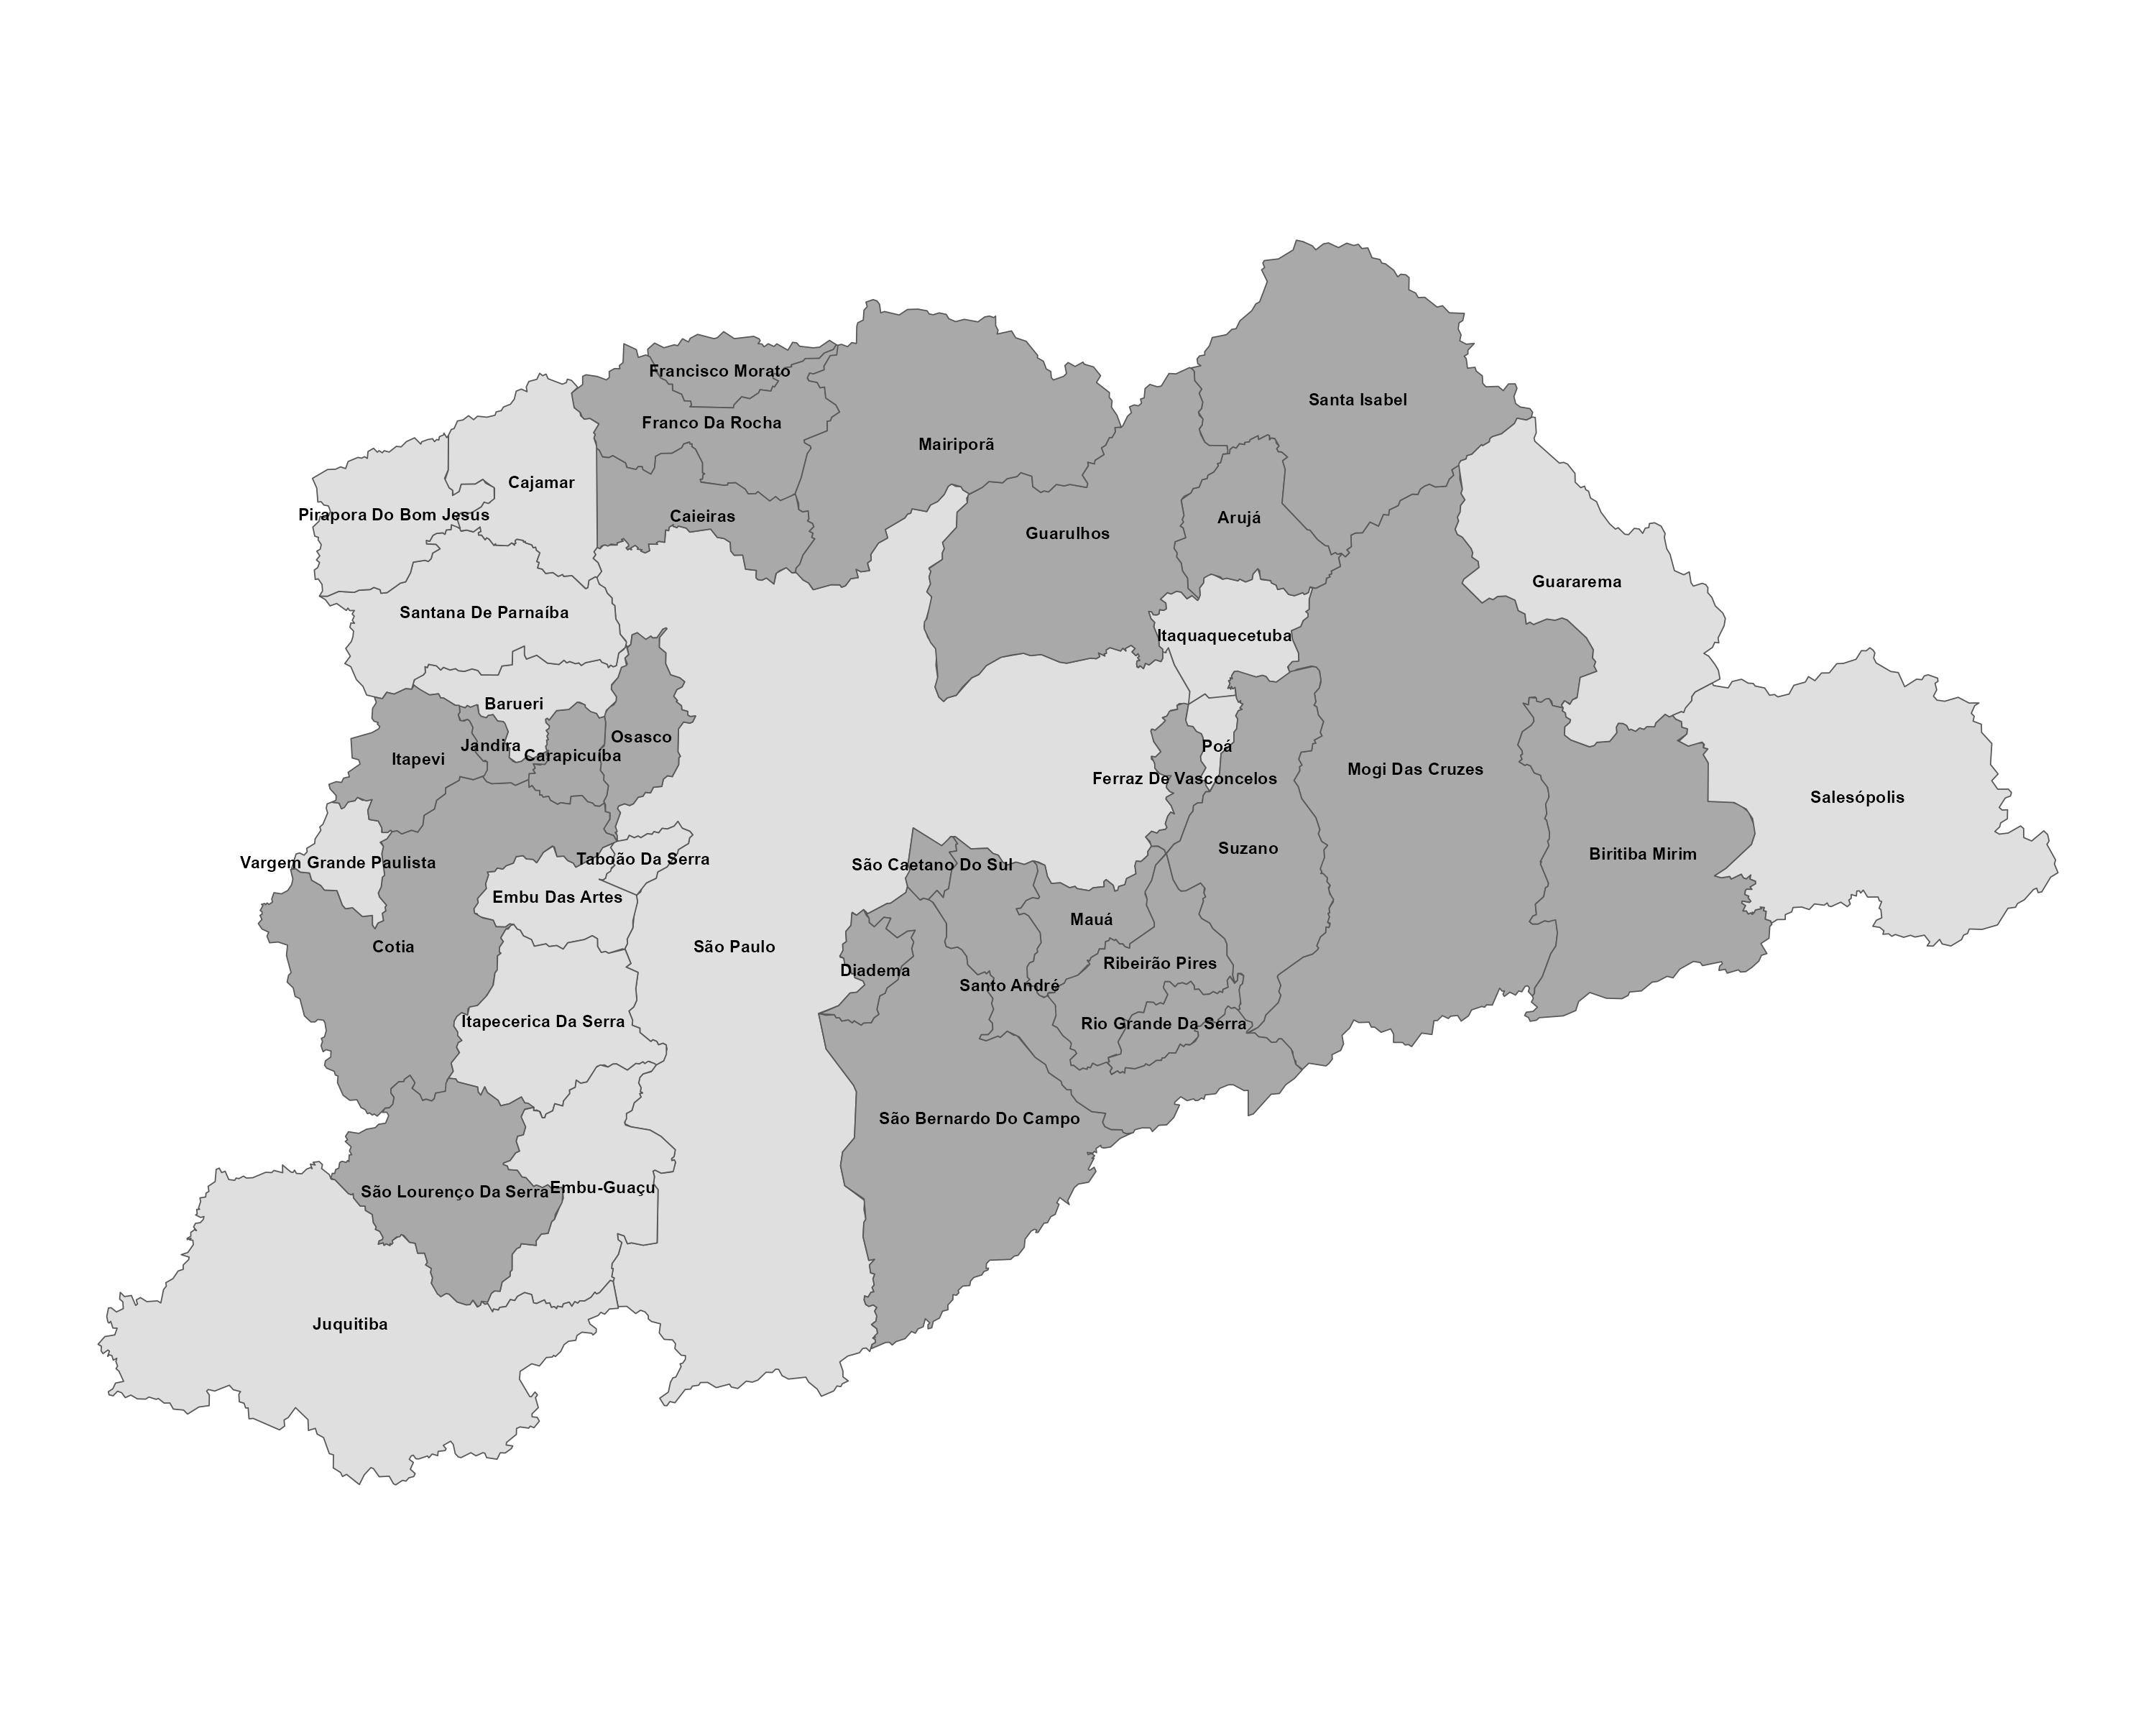 Francisco Morato
Santa Isabel
Franco Da Rocha
Mairiporã
Cajamar
Pirapora Do Bom Jesus
Caieiras
Arujá
Guarulhos
Guararema
Santana De Parnaíba
Itaquaquecetuba
Barueri
Osasco
Jandira
Poá
Carapicuíba
Itapevi
Mogi Das Cruzes
Ferraz De Vasconcelos
Salesópolis
Suzano
Biritiba Mirim
Taboão Da Serra
Vargem Grande Paulista
São Caetano Do Sul
Embu Das Artes
Mauá
Cotia
São Paulo
Ribeirão Pires
Diadema
Santo André
Itapecerica Da Serra
Rio Grande Da Serra
São Bernardo Do Campo
Embu-Guaçu
São Lourenço Da Serra
Juquitiba